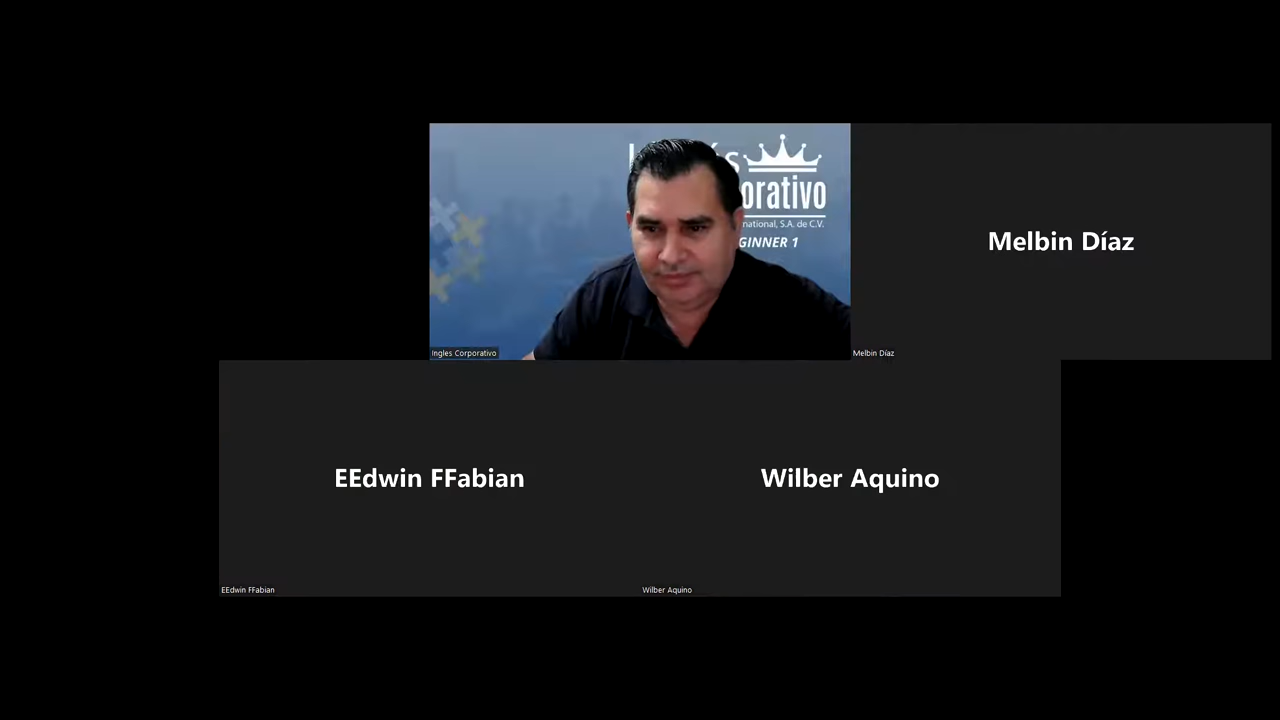 s
orativo
national, S.A. de C.V.
GINNER 1
Ingles Corporativo
Melbin Díaz
Melbin Díaz
EEdwin FFabian
Wilber Aquino
EEdwin FFabian
Wilber Aquino